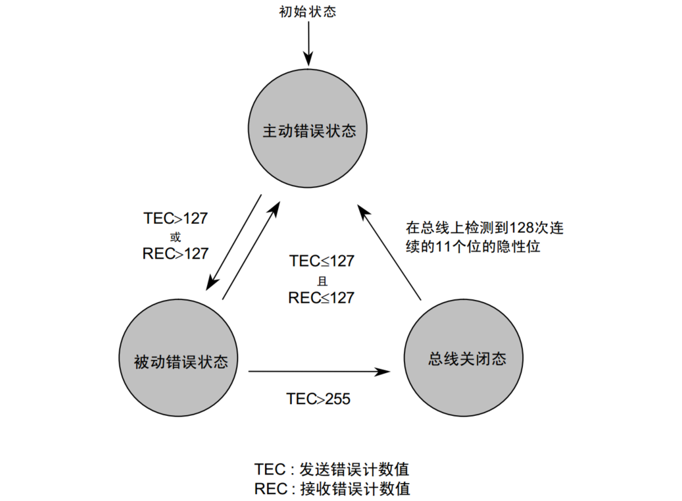 初始状态
主动错误状态
TEC>127
或
REC>127
在总线上检测到128次连
续的11个位的隐性位
TEC≤127
且
REC≤127
被动错误状态
总线关闭态
TEC>255
TEC : 发送错误计数值
REC : 接收错误计数值